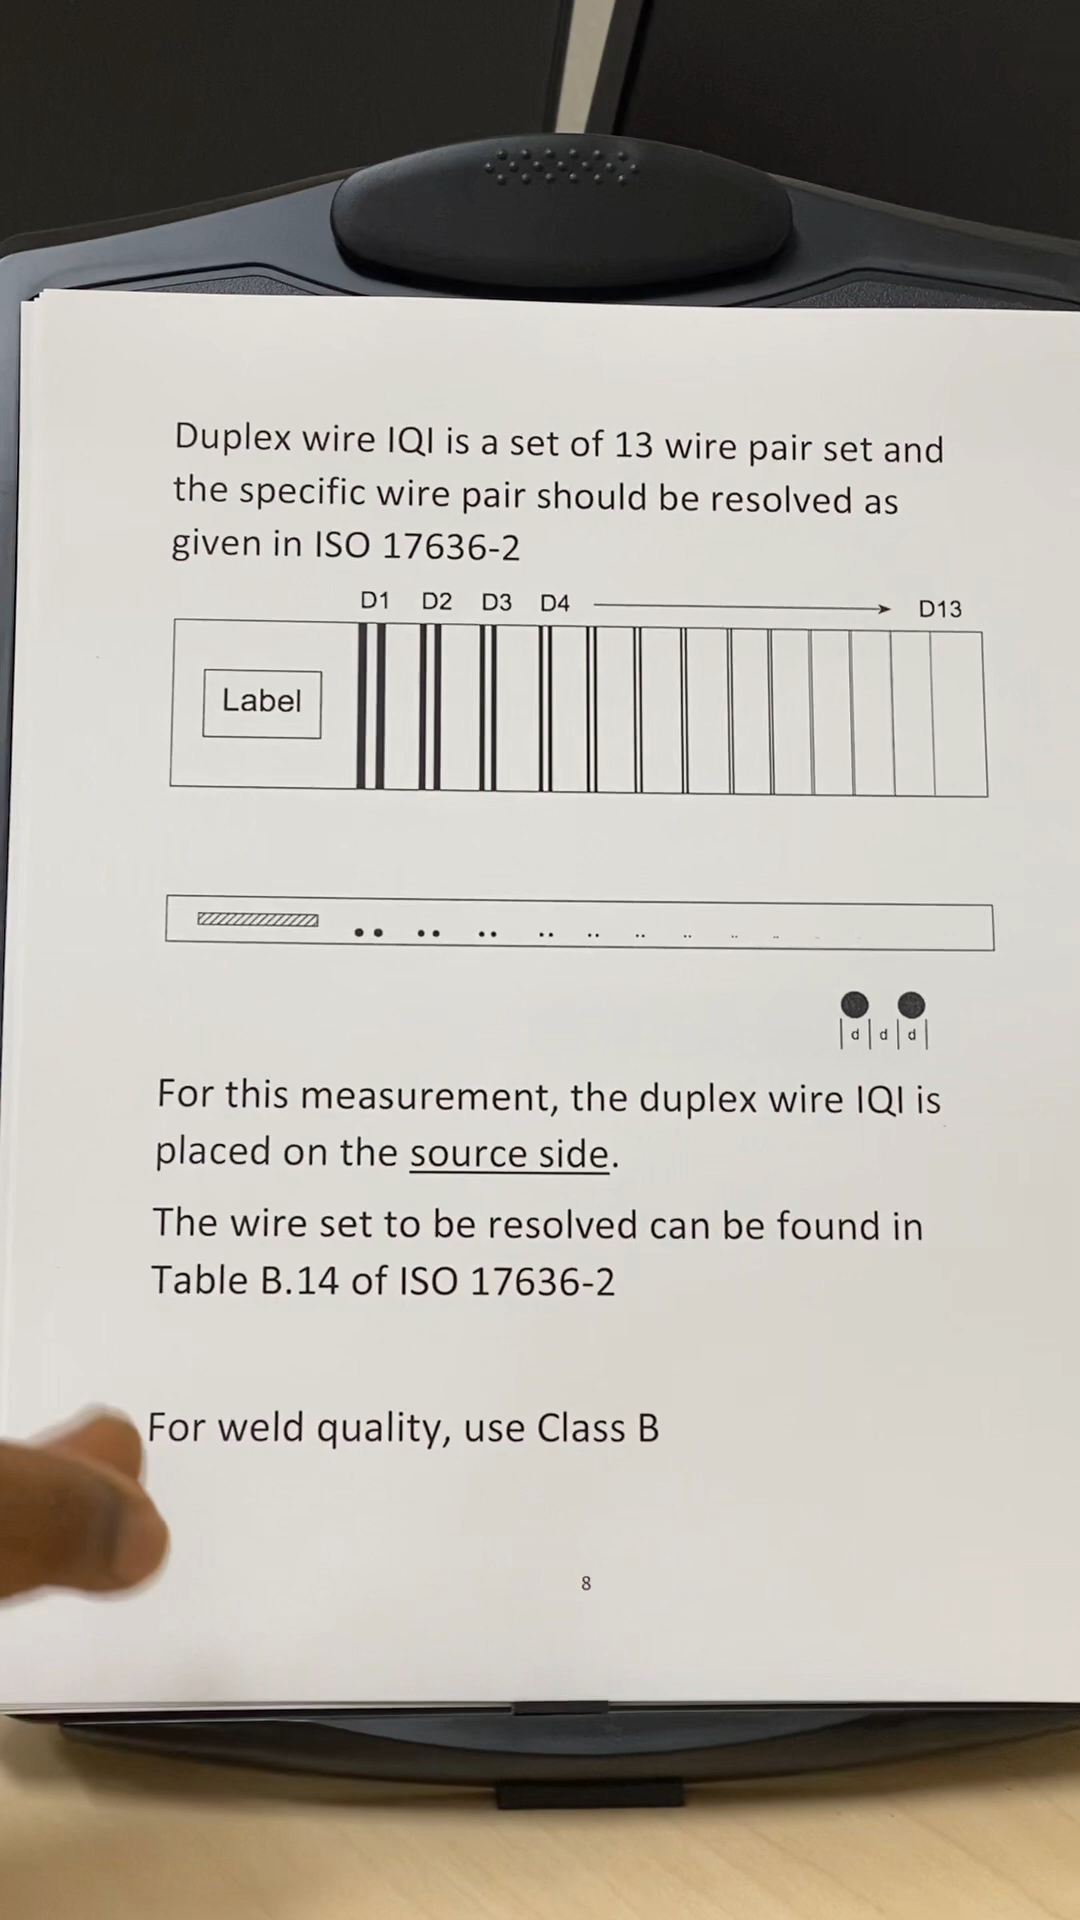 Duplex wire IQI is a set of 13 wire pair set and
the specific wire pair should be resolved as
given in ISO 17636-2
D1 D2 D3 D4 D13
Label
d d d
For this measurement, the duplex wire IQI is
placed on the source side.
The wire set to be resolved can be found in
Table B.14 of ISO 17636-2
For weld quality, use Class B
8